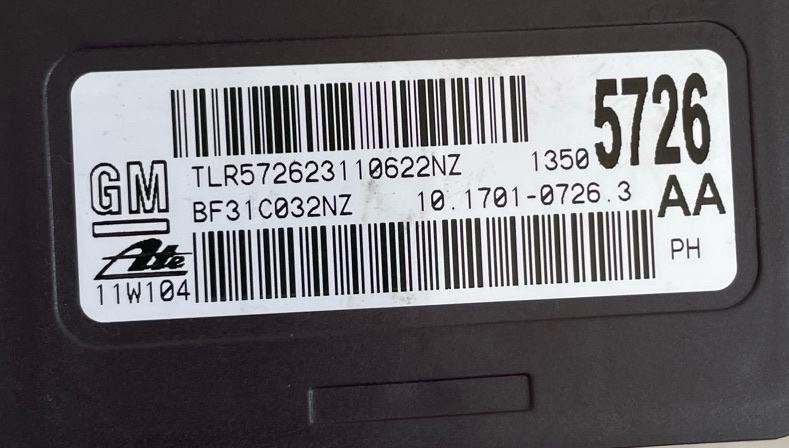 GM
TLR572623110622NZ 1350 5726
BF31C032NZ 10.1701-0726.3 AA
Ate
11W104
PH